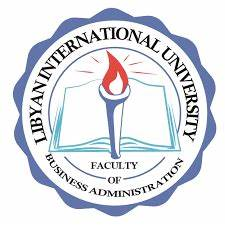 LIBYAN INTERNATIONAL UNIVERSITY
FACULTY
OF
BUSINESS ADMINISTRATION